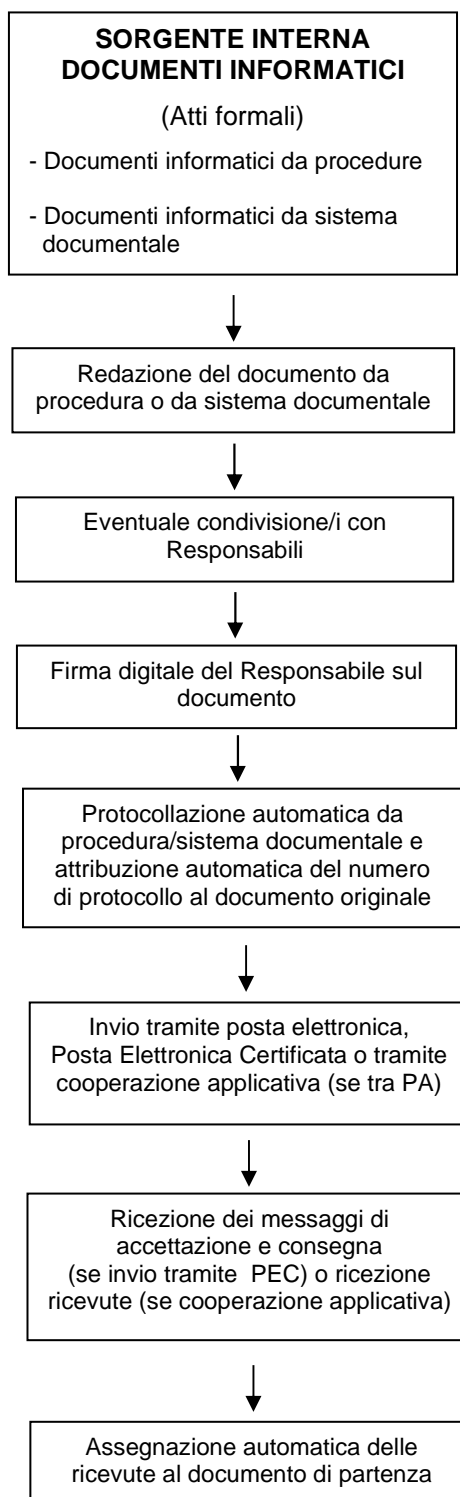 SORGENTE INTERNA
DOCUMENTI INFORMATICI
(Atti formali)
- Documenti informatici da procedure
- Documenti informatici da sistema
documentale
Redazione del documento da
procedura o da sistema documentale
Eventuale condivisione/i con
Responsabili
Firma digitale del Responsabile sul
documento
Protocollazione automatica da
procedura/sistema documentale e
attribuzione automatica del numero
di protocollo al documento originale
Invio tramite posta elettronica,
Posta Elettronica Certificata o tramite
cooperazione applicativa (se tra PA)
Ricezione dei messaggi di
accettazione e consegna
(se invio tramite PEC) o ricezione
ricevute (se cooperazione applicativa)
Assegnazione automatica delle
ricevute al documento di partenza